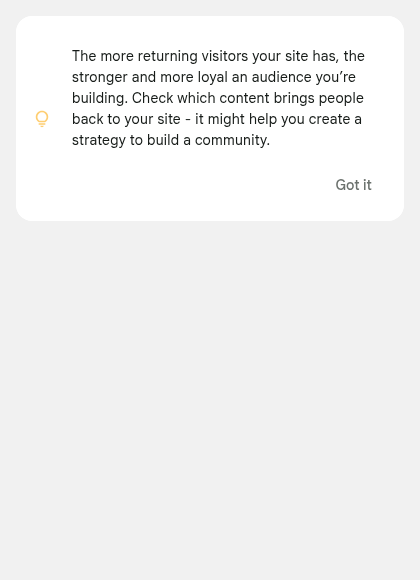 The more returning visitors your site has, the
stronger and more loyal an audience you’re
building. Check which content brings people
back to your site - it might help you create a
strategy to build a community.
Got it